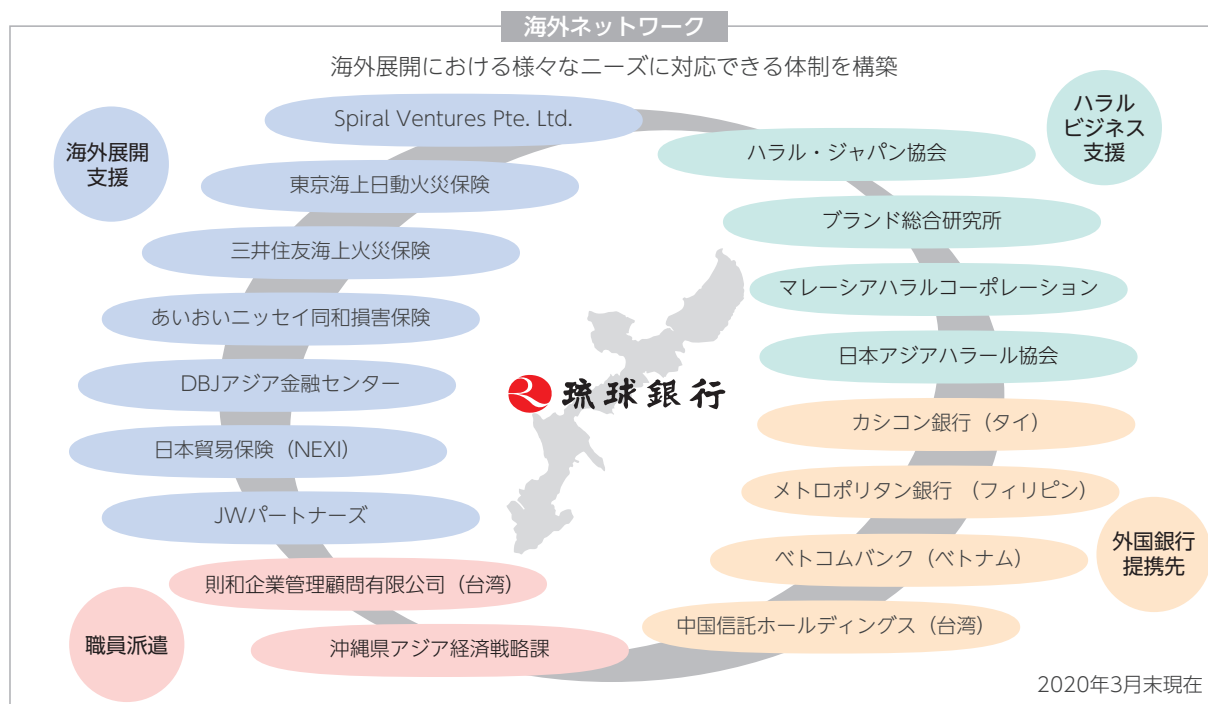 海外ネットワーク
海外展開における様々なニーズに対応できる体制を構築
海外展開
支援
Spiral Ventures Pte. Ltd.
東京海上日動火災保険
三井住友海上火災保険
あいおいニッセイ同和損害保険
DBJアジア金融センター
日本貿易保険（NEXI）
JWパートナーズ
職員派遣
則和企業管理顧問有限公司（台湾）
沖縄県アジア経済戦略課
琉球銀行
ハラル
ビジネス
支援
ハラル・ジャパン協会
ブランド総合研究所
マレーシアハラルコーポレーション
日本アジアハラール協会
カシコン銀行（タイ）
メトロポリタン銀行 （フィリピン）
ベトコムバンク（ベトナム）
中国信託ホールディングス（台湾）
外国銀行
提携先
2020年3月末現在